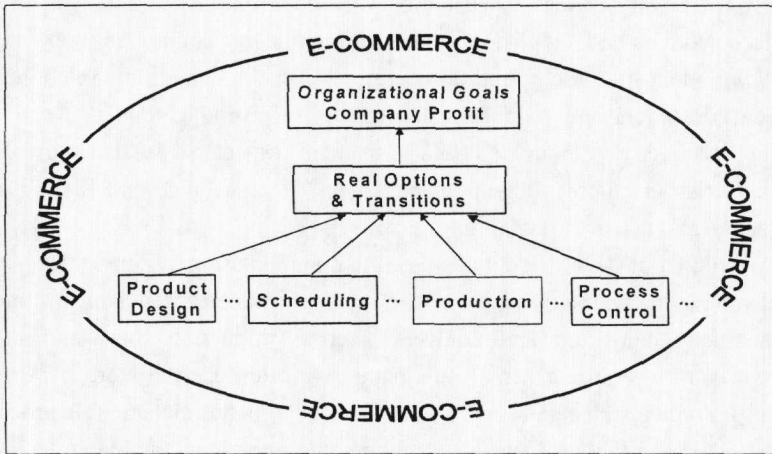 E-COMMERCE
Organizational Goals
Company Profit
E-COMMERCE
E-COMMERCE
Real Options
& Transitions
Product
Design
...
Scheduling
...
Production
...
Process
Control
...
E-COMMERCE